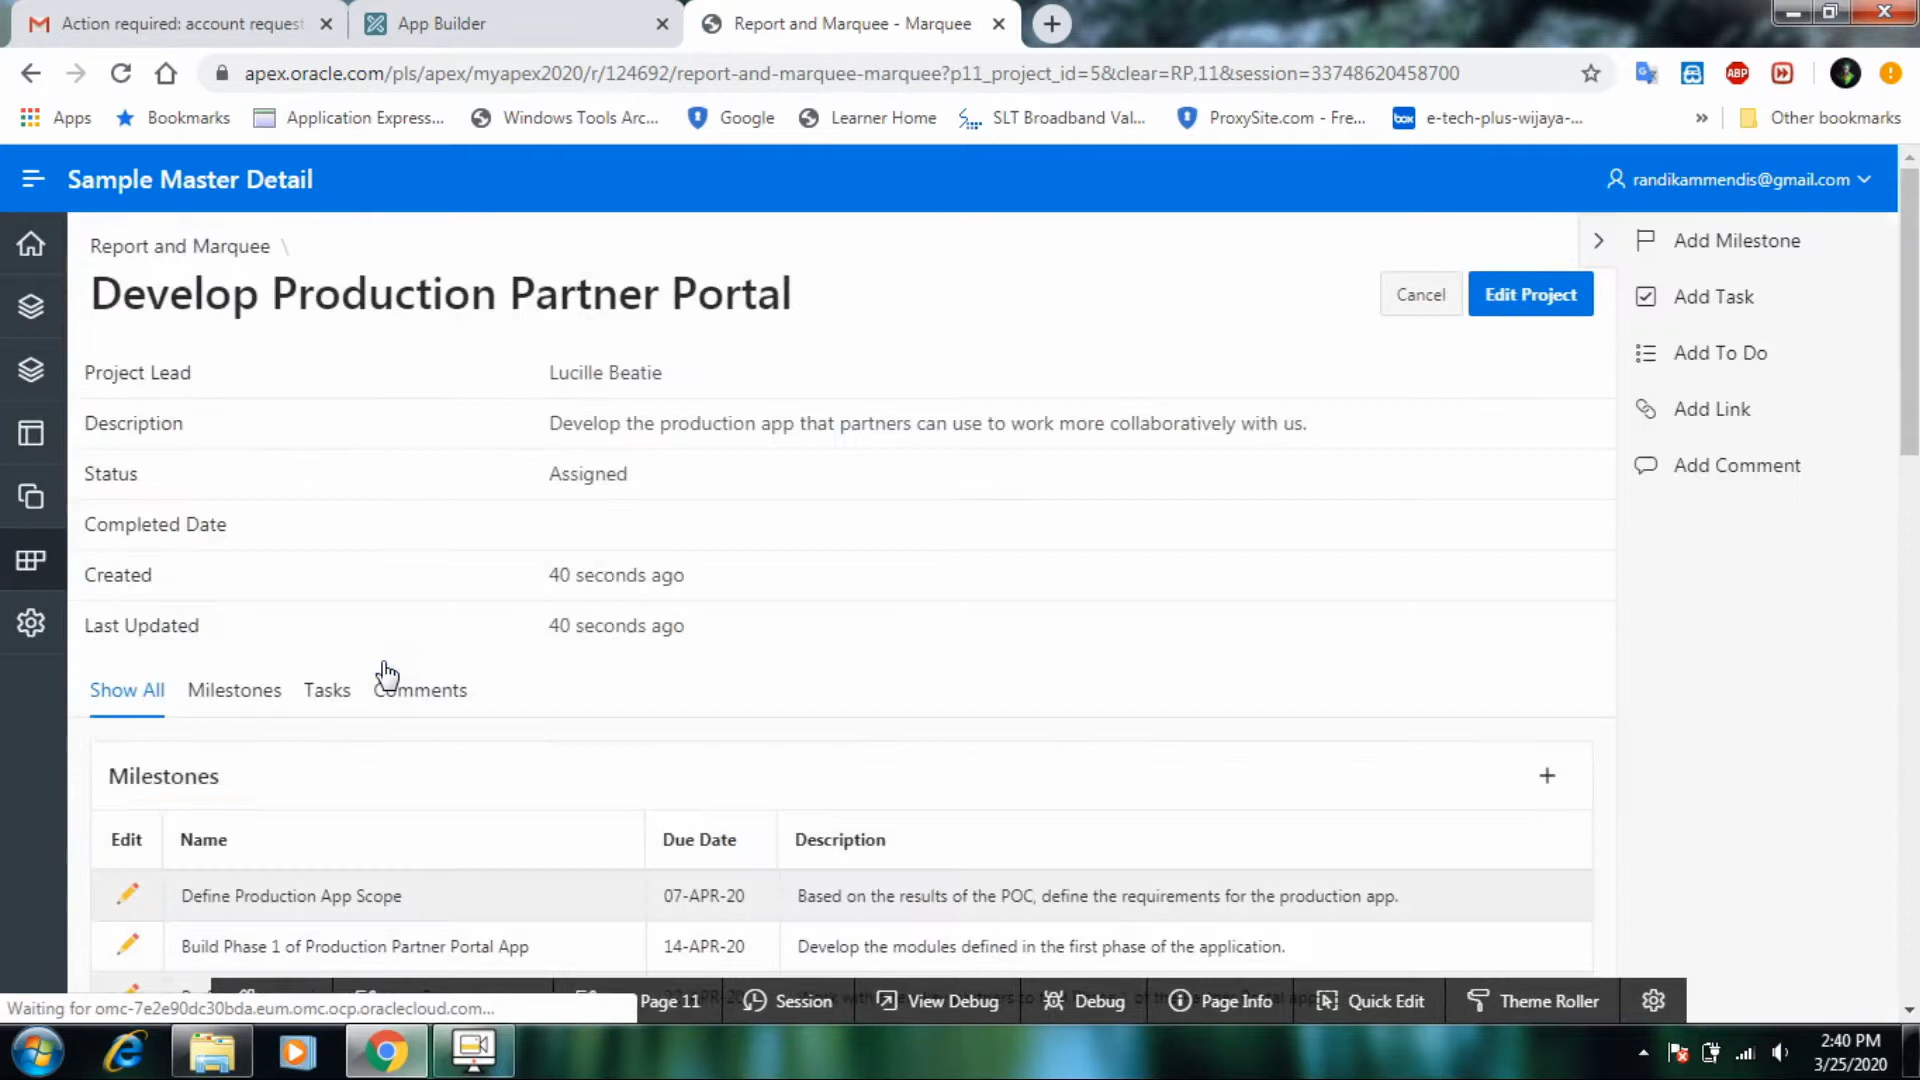 Action required: account request
App Builder
Report and Marquee - Marquee
apex.oracle.com/pls/apex/myapex2020/r/124692/report-and-marquee-marquee?p11_project_id=5&clear=RP,11&session=33748620458700
ABP
Apps
Bookmarks
Application Express...
Windows Tools Arc...
Google
Learner Home
SLT Broadband Val...
ProxySite.com - Fre...
box
e-tech-plus-wijaya-...
»
Other bookmarks
Sample Master Detail
randikammendis@gmail.com
Report and Marquee \
Develop Production Partner Portal
Cancel
Edit Project
Add Milestone
Add Task
Add To Do
Add Link
Add Comment
Project Lead Lucille Beatie
Description Develop the production app that partners can use to work more collaboratively with us.
Status Assigned
Completed Date
Created 40 seconds ago
Last Updated 40 seconds ago
Show All Milestones Tasks Comments
Milestones
Edit Name Due Date Description
Define Production App Scope 07-APR-20 Based on the results of the POC, define the requirements for the production app.
Build Phase 1 of Production Partner Portal App 14-APR-20 Develop the modules defined in the first phase of the application.
Page 11 Session View Debug Debug Page Info Quick Edit Theme Roller
Waiting for omc-7e2e90dc30bda.eum.omc.ocp.oraclecloud.com...
2:40 PM
3/25/2020